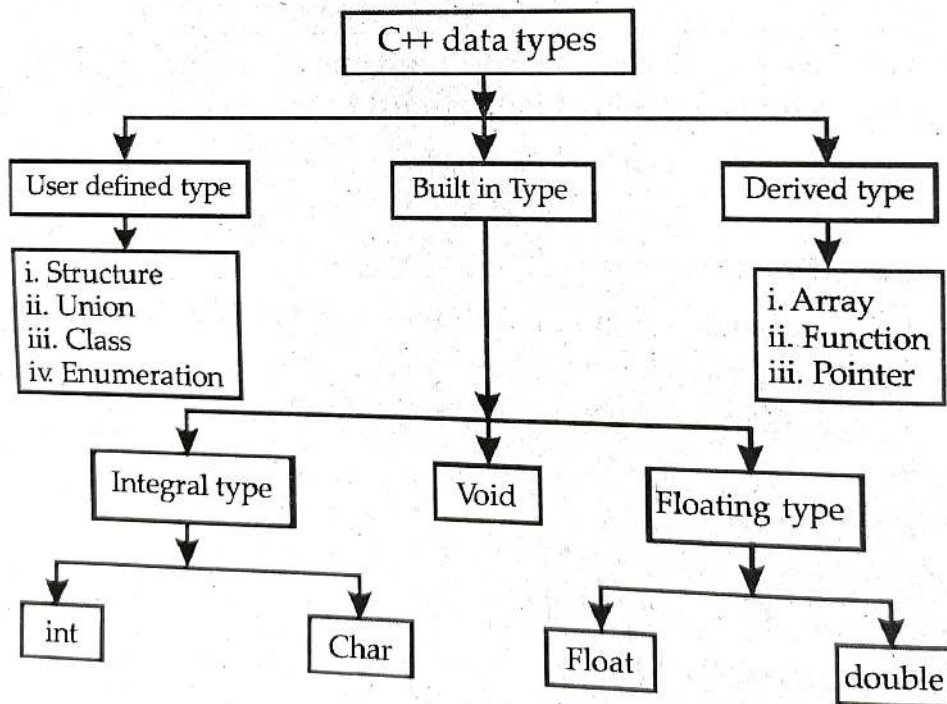 C++ data types
User defined type
Built in Type
Derived type
i. Structure
ii. Union
iii. Class
iv. Enumeration
i. Array
ii. Function
iii. Pointer
Integral type
Void
Floating type
int
Char
Float
double